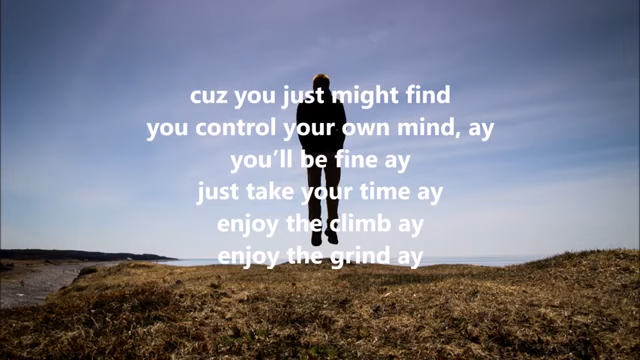 cuz you just might find
you control your own mind, ay
you’ll be fine ay
just take your time ay
enjoy the climb ay
enjoy the grind ay